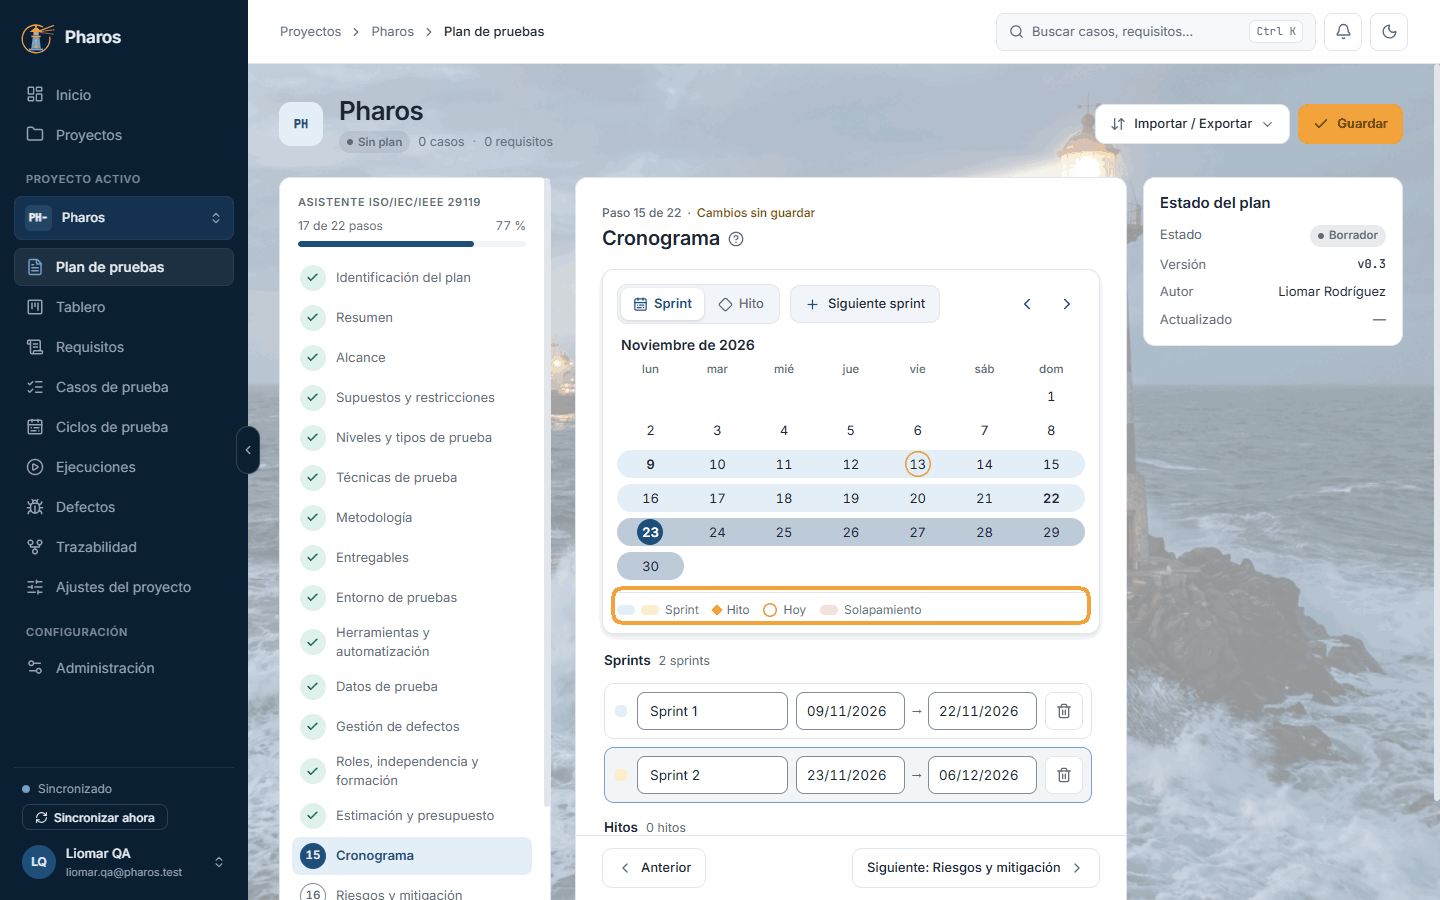 Pharos
Inicio
Proyectos
PROYECTO ACTIVO
PH-
Pharos
Plan de pruebas
Tablero
Requisitos
Casos de prueba
Ciclos de prueba
Ejecuciones
Defectos
Trazabilidad
Ajustes del proyecto
CONFIGURACIÓN
Administración
Sincronizado
Sincronizar ahora
LQ
Liomar QA
liomar.qa@pharos.test
Proyectos > Pharos > Plan de pruebas
Buscar casos, requisitos... Ctrl K
PH
Pharos
Sin plan 0 casos · 0 requisitos
Importar / Exportar
Guardar
ASISTENTE ISO/IEC/IEEE 29119
17 de 22 pasos 77 %
Identificación del plan
Resumen
Alcance
Supuestos y restricciones
Niveles y tipos de prueba
Técnicas de prueba
Metodología
Entregables
Entorno de pruebas
Herramientas y
automatización
Datos de prueba
Gestión de defectos
Roles, independencia y
formación
Estimación y presupuesto
15 Cronograma
16 Riesgos y mitigación
Paso 15 de 22 · Cambios sin guardar
Cronograma
Sprint Hito + Siguiente sprint
Noviembre de 2026
lun mar mié jue vie sáb dom
1
2 3 4 5 6 7 8
9 10 11 12 13 14 15
16 17 18 19 20 21 22
23 24 25 26 27 28 29
30
Sprint Hito Hoy Solapamiento
Sprints 2 sprints
Sprint 1 09/11/2026 → 22/11/2026
Sprint 2 23/11/2026 → 06/12/2026
Hitos 0 hitos
Anterior
Siguiente: Riesgos y mitigación
Estado del plan
Estado Borrador
Versión v0.3
Autor Liomar Rodríguez
Actualizado —